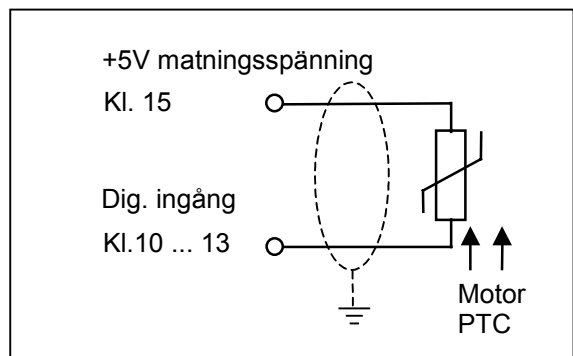 +5V matningsspänning
Kl. 15
Dig. ingång
Kl.10 ... 13
Motor
PTC